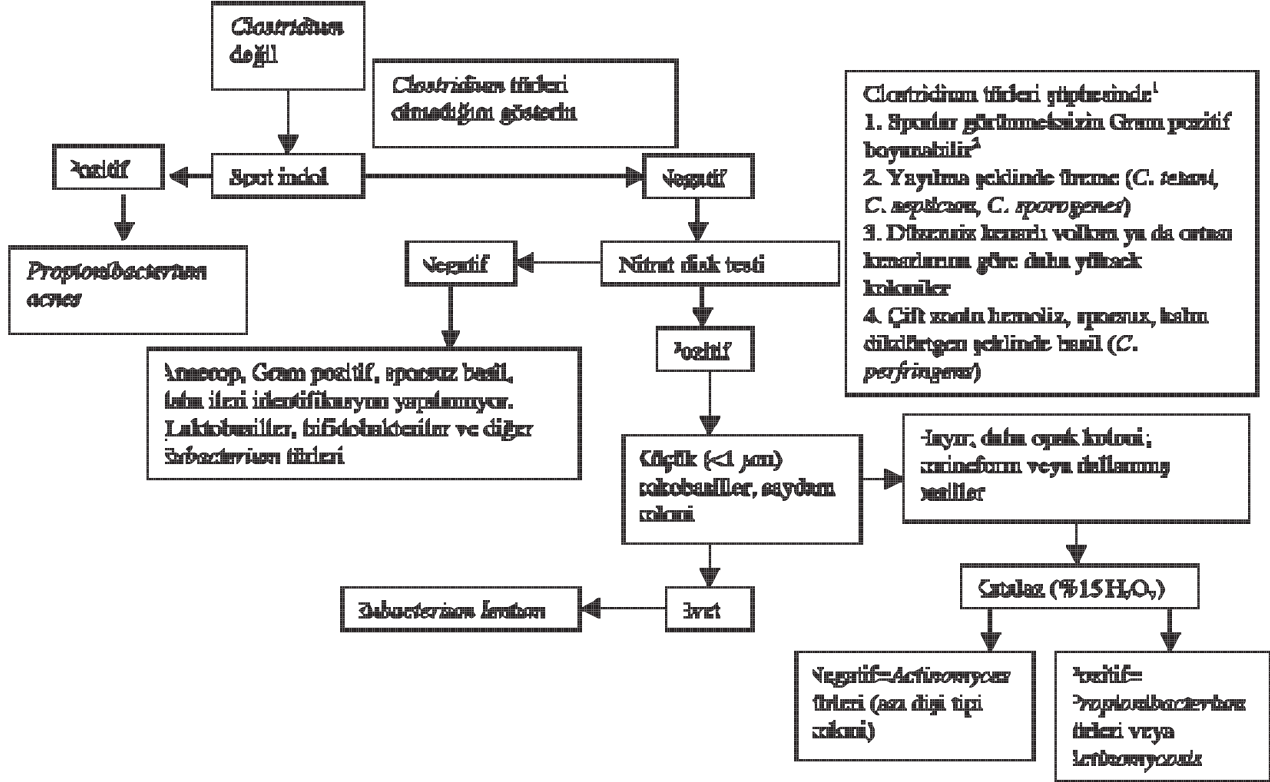 Clostridium
değil
Clostridium türleri
olmadığını gösterin
Clostridium türleri şüphesinde¹
1. Sporlar görünmeksizin Gram pozitif
boyanabilir²
2. Yayılma şeklinde üreme (C. tetani,
C. septicum, C. sporogenes)
3. Düzensiz kenarlı volkan ya da ortası
kenarlarına göre daha yüksek
koloniler
4. Çift zonlu hemoliz, sporsuz, kalın
dikdörtgen şeklinde basil (C.
perfringens)
Pozitif
Spot indol
Negatif
Propionibacterium
acnes
Negatif
Nitrat disk testi
Pozitif
Anaerop, Gram pozitif, sporsuz basil,
daha ileri identifikasyon yapılamıyor.
Laktobasiller, bifidobakteriler ve diğer
Eubacterium türleri
Küçük (<1 µm)
kokobasiller, saydam
koloni
Hayır, daha opak koloni;
korineform veya dallanmış
basiller
Eubacterium lentum
Evet
Katalaz (%15 H₂O₂)
Negatif=Actinomyces
türleri (azı dişi tipi
koloni)
Pozitif=
Propionibacterium
türleri veya